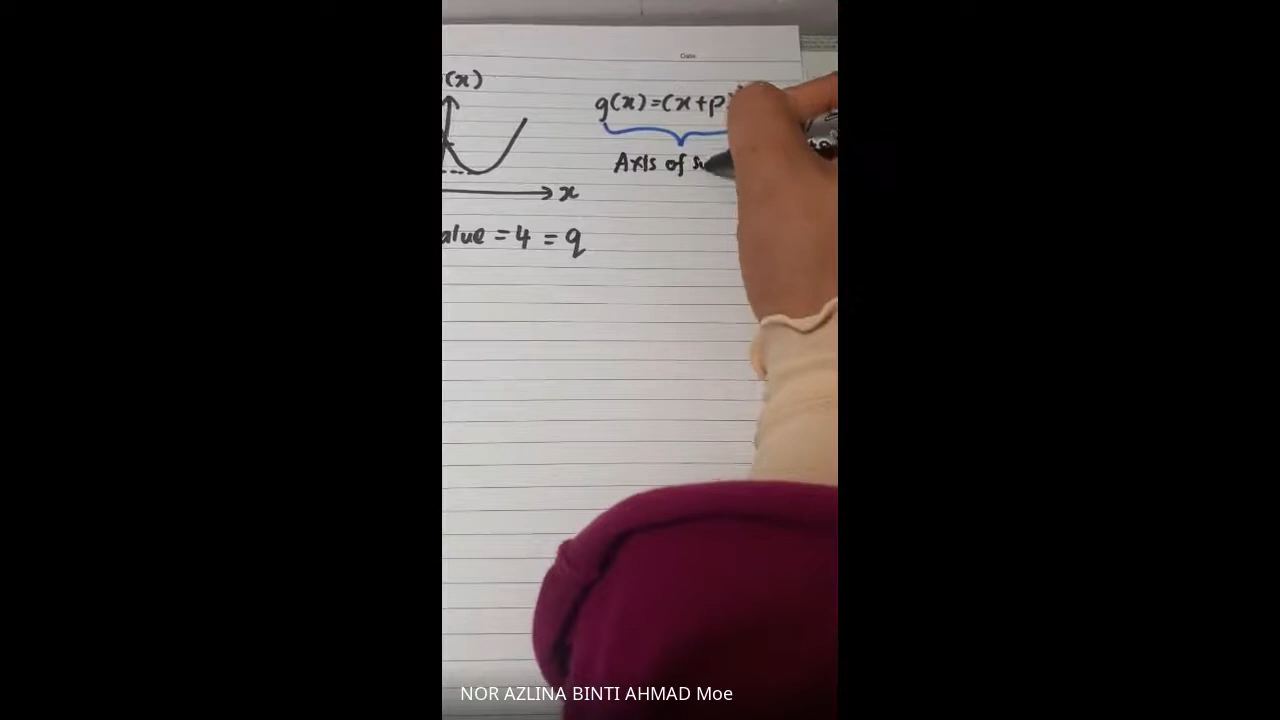 Date
(x)
g(x)=(x+p)
Axis of
x
alue = 4 = q
NOR AZLINA BINTI AHMAD Moe